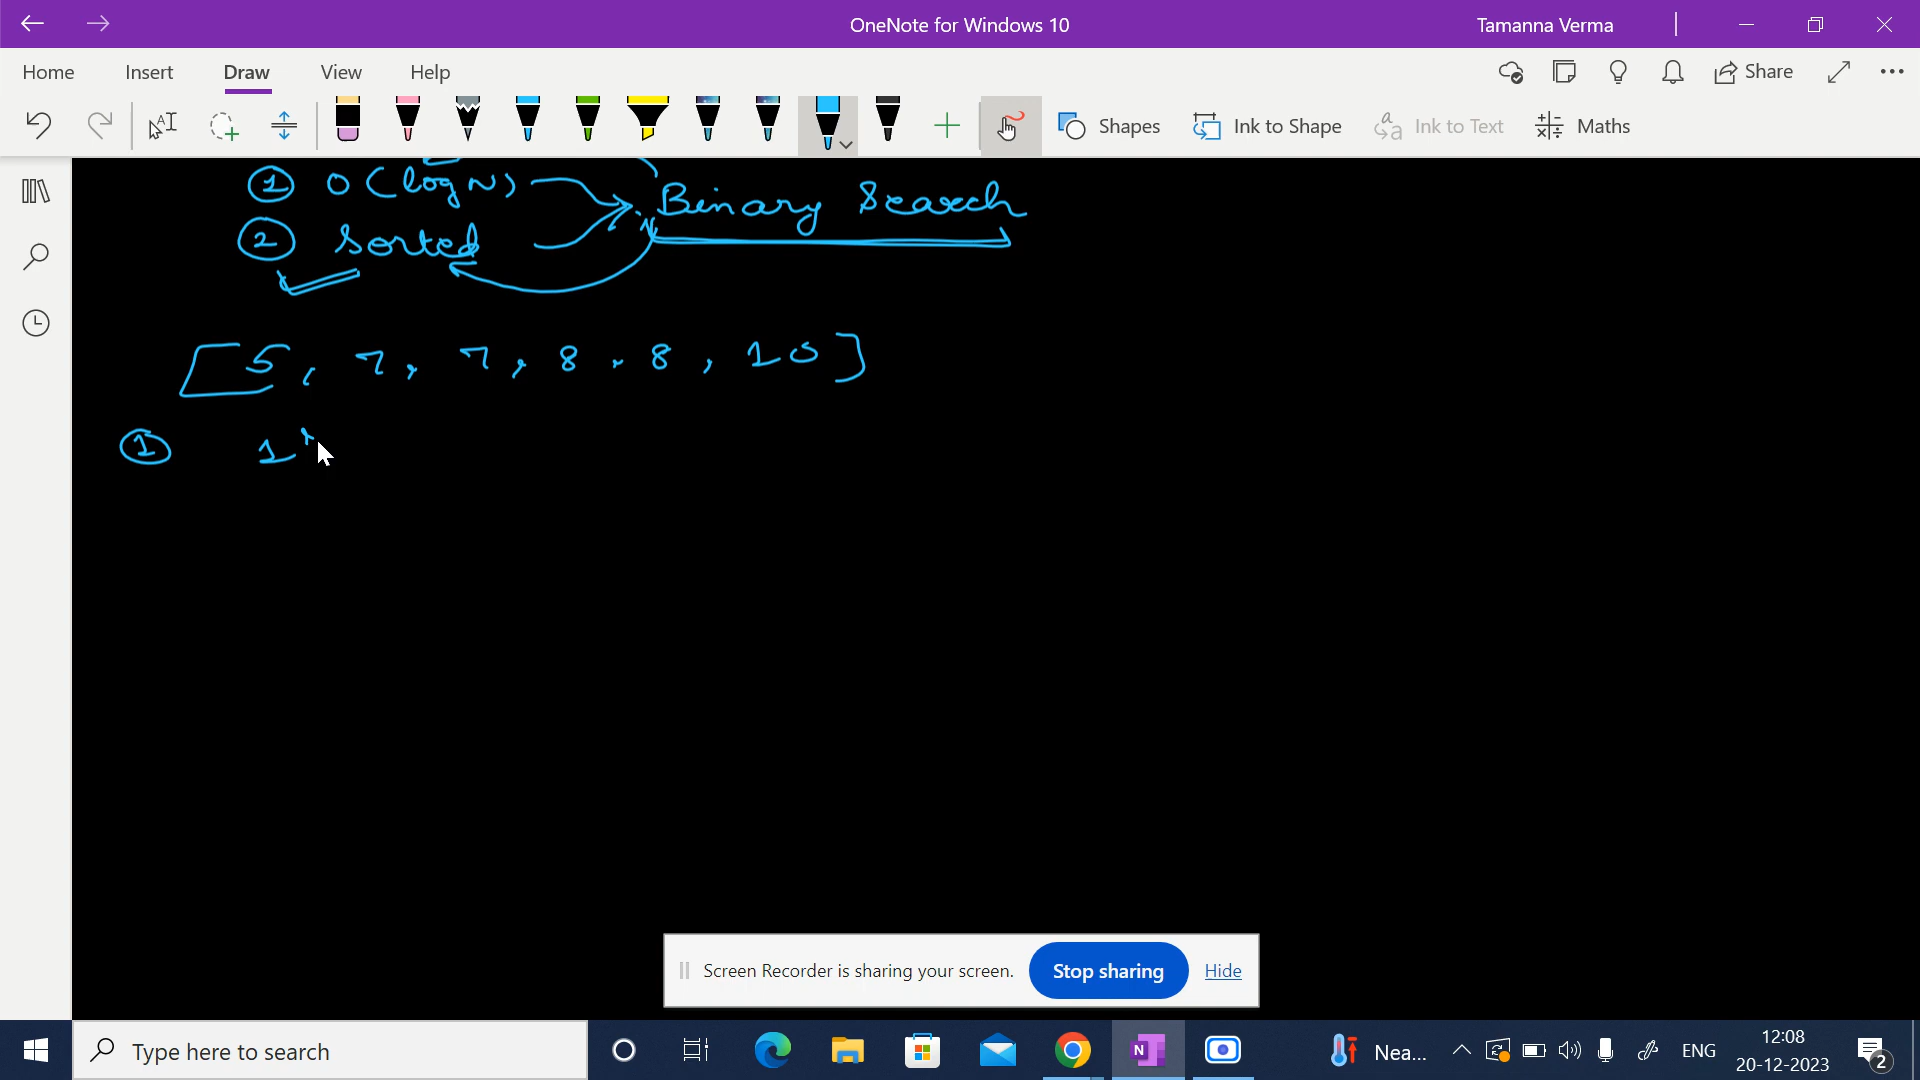 OneNote for Windows 10
Tamanna Verma
Home Insert Draw View Help
Share
Shapes Ink to Shape Ink to Text Maths
① O(log N) Binary Search
② Sorted
[5, 7, 7, 8, 8, 10]
① 1
Screen Recorder is sharing your screen. Stop sharing Hide
Type here to search
Nea...
ENG
12:08
20-12-2023
2